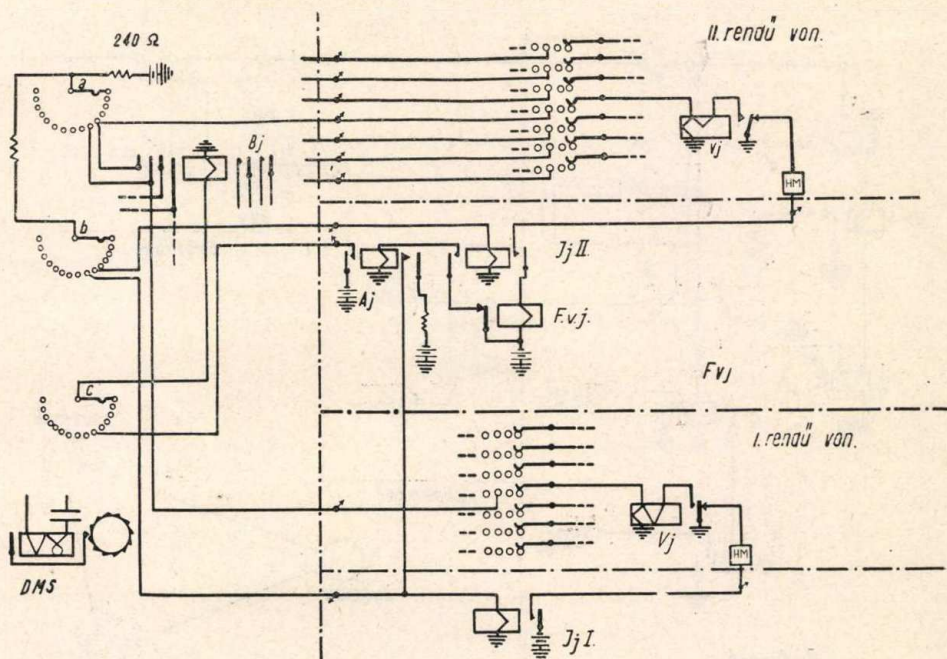 240 Ω
II. rendű von.
a
Bj
Vj
HM
b
Jj II.
Aj
F.v.j.
Fvj
c
I. rendű von.
Vj
HM
DMS
Jj I.